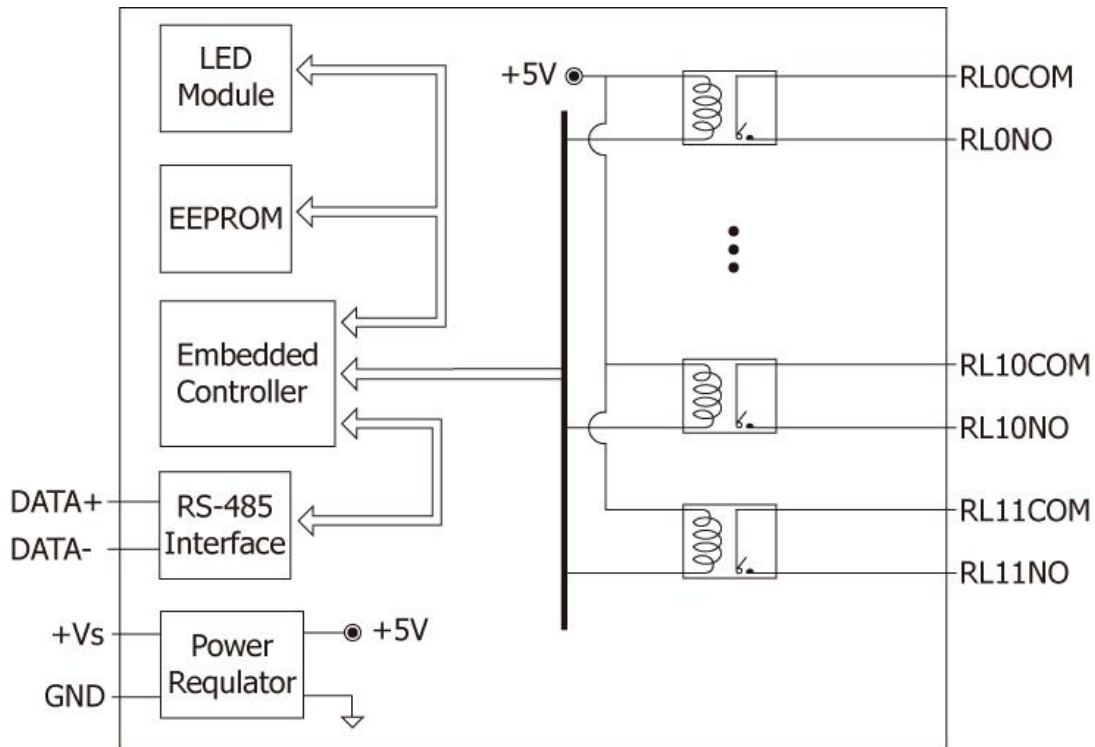 LED
Module
EEPROM
Embedded
Controller
RS-485
Interface
Power
Requlator
DATA+
DATA-
+Vs
GND
+5V
+5V
RL0COM
RL0NO
RL10COM
RL10NO
RL11COM
RL11NO